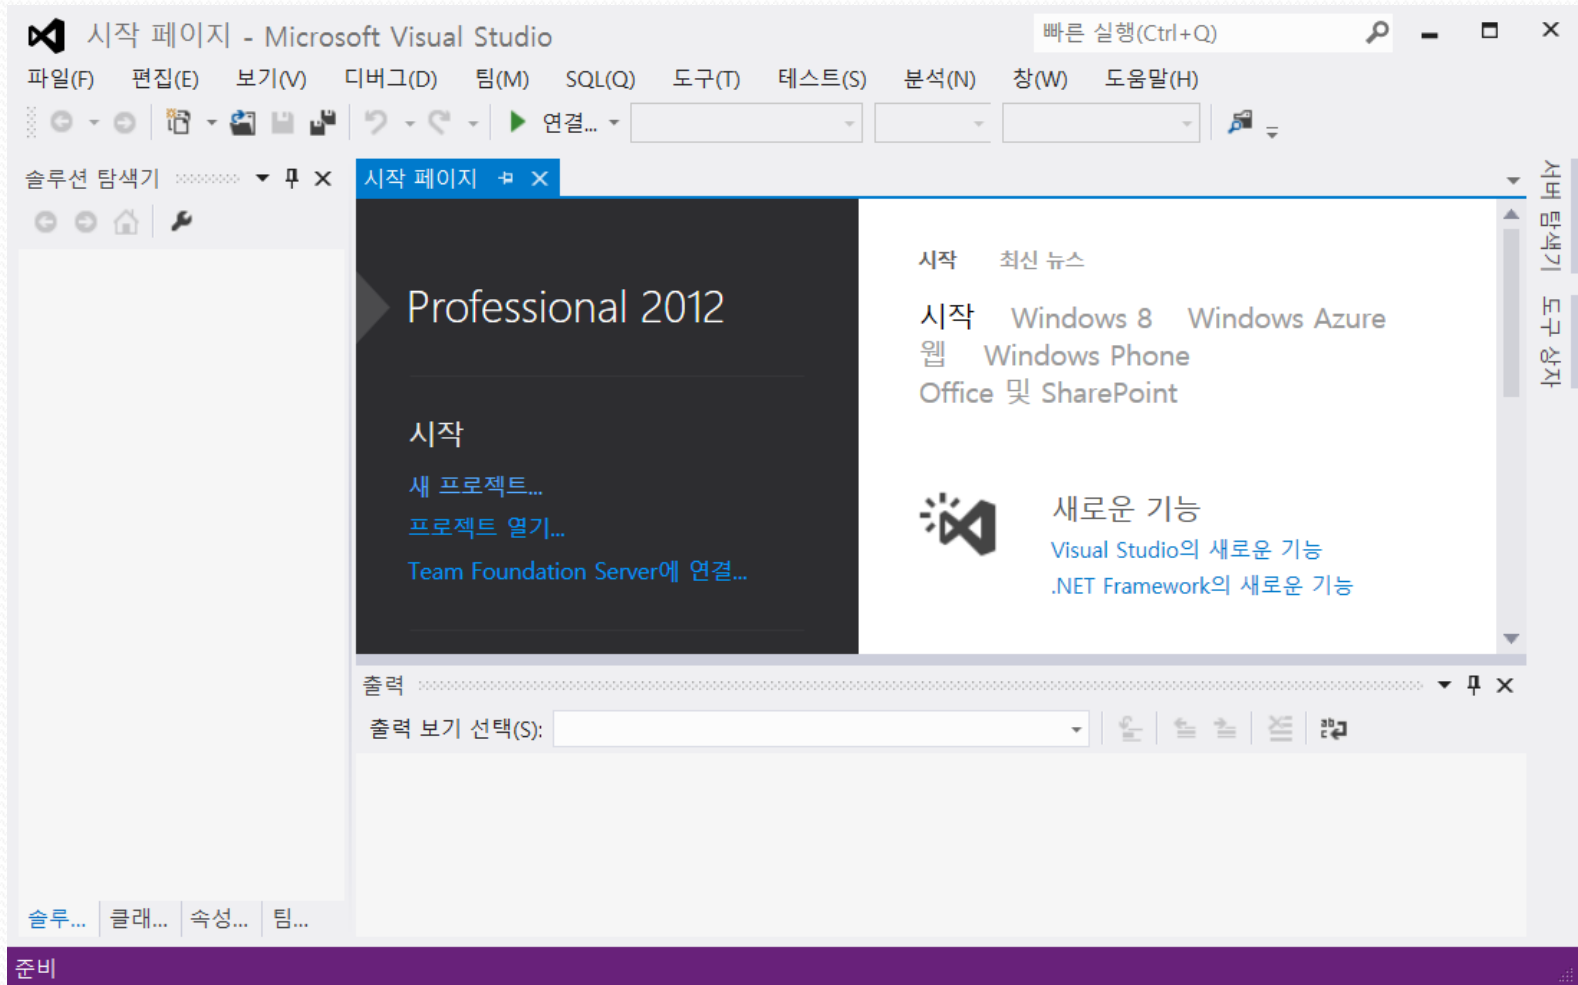 시작 페이지 - Microsoft Visual Studio
빠른 실행(Ctrl+Q)
파일(F) 편집(E) 보기(V) 디버그(D) 팀(M) SQL(Q) 도구(T) 테스트(S) 분석(N) 창(W) 도움말(H)
연결...
솔루션 탐색기
시작 페이지
Professional 2012
시작
새 프로젝트...
프로젝트 열기...
Team Foundation Server에 연결...
시작 최신 뉴스
시작 Windows 8 Windows Azure
웹 Windows Phone
Office 및 SharePoint
새로운 기능
Visual Studio의 새로운 기능
.NET Framework의 새로운 기능
서버 탐색기
도구 상자
출력
출력 보기 선택(S):
솔루... 클래... 속성... 팀...
준비